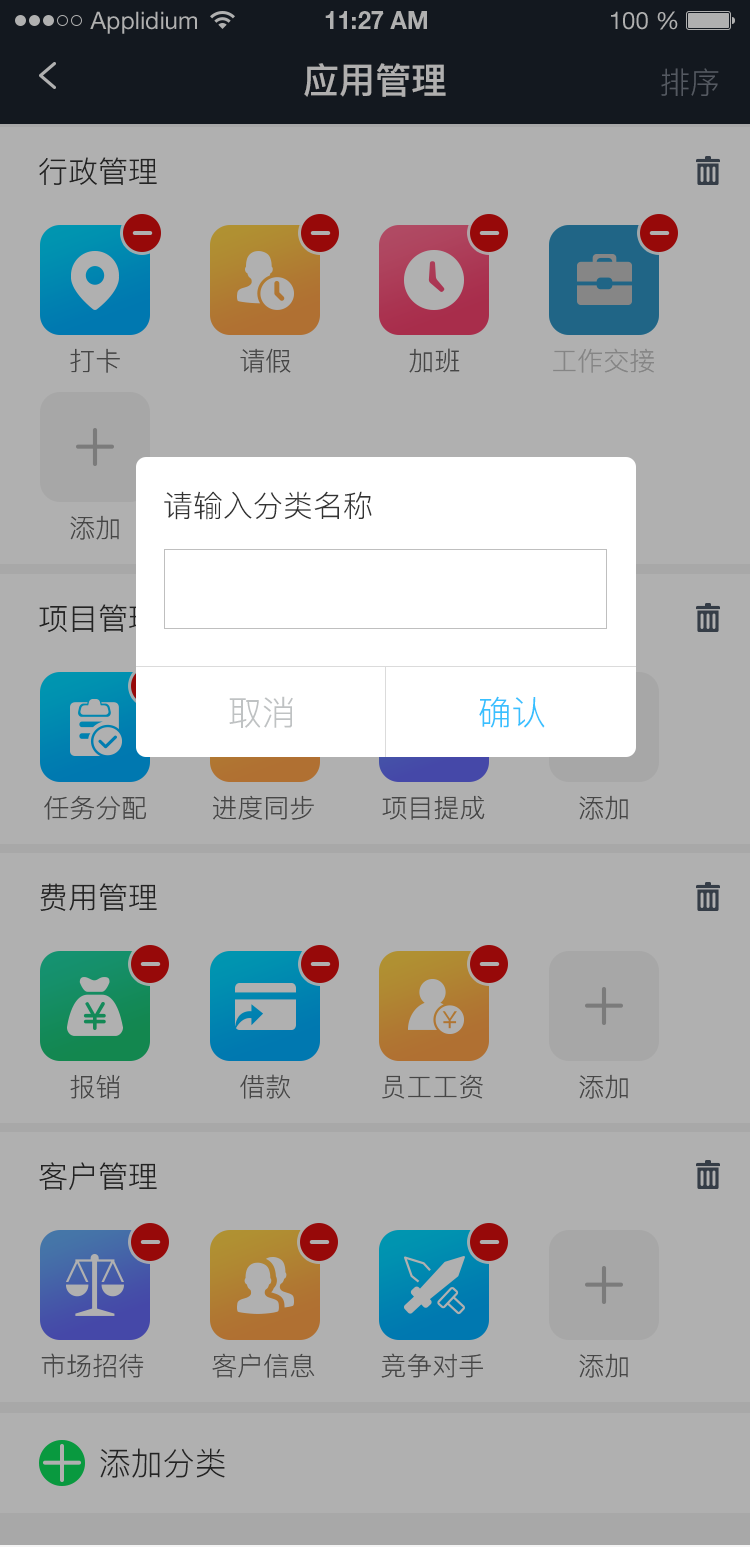 Applidium 11:27 AM 100 %
应用管理 排序
行政管理
打卡 请假 加班 工作交接
添加
请输入分类名称
取消 确认
项目管理
任务分配 进度同步 项目提成 添加
费用管理
¥ ¥
报销 借款 员工工资 添加
客户管理
市场招待 客户信息 竞争对手 添加
添加分类